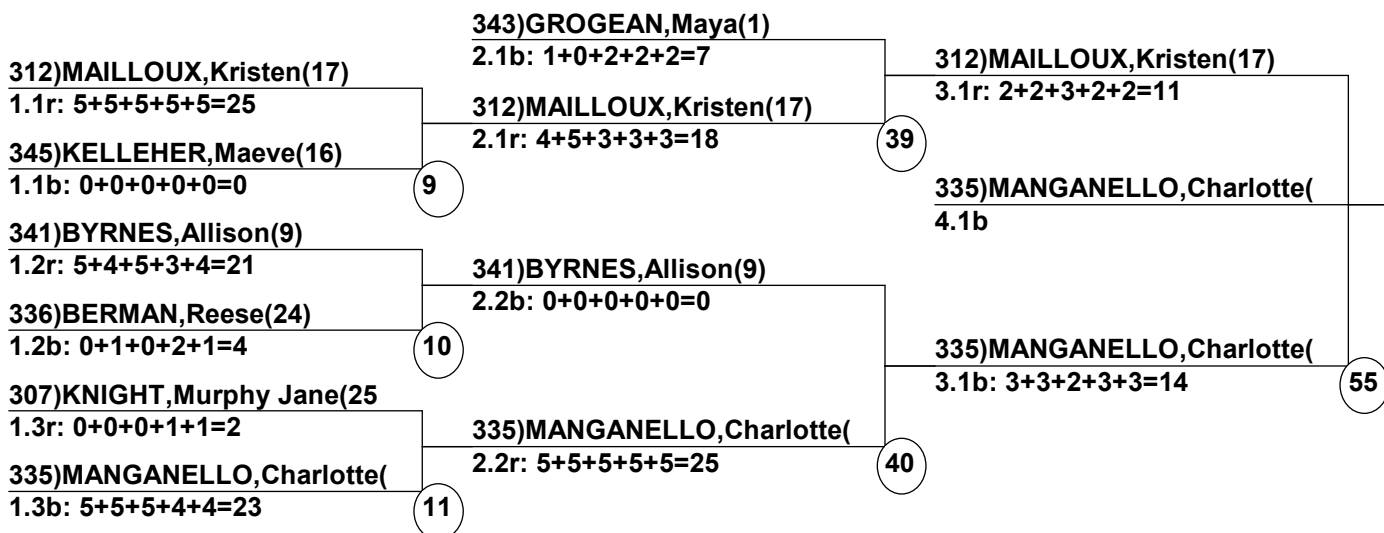 312)MAILLOUX,Kristen(17)
1.1r: 5+5+5+5+5=25
345)KELLEHER,Maeve(16)
1.1b: 0+0+0+0+0=0
9
341)BYRNES,Allison(9)
1.2r: 5+4+5+3+4=21
336)BERMAN,Reese(24)
1.2b: 0+1+0+2+1=4
10
307)KNIGHT,Murphy Jane(25
1.3r: 0+0+0+1+1=2
335)MANGANELLO,Charlotte(
1.3b: 5+5+5+4+4=23
11
343)GROGEAN,Maya(1)
2.1b: 1+0+2+2+2=7
312)MAILLOUX,Kristen(17)
2.1r: 4+5+3+3+3=18
39
341)BYRNES,Allison(9)
2.2b: 0+0+0+0+0=0
335)MANGANELLO,Charlotte(
2.2r: 5+5+5+5+5=25
40
312)MAILLOUX,Kristen(17)
3.1r: 2+2+3+2+2=11
335)MANGANELLO,Charlotte(
4.1b
335)MANGANELLO,Charlotte(
3.1b: 3+3+2+3+3=14
55